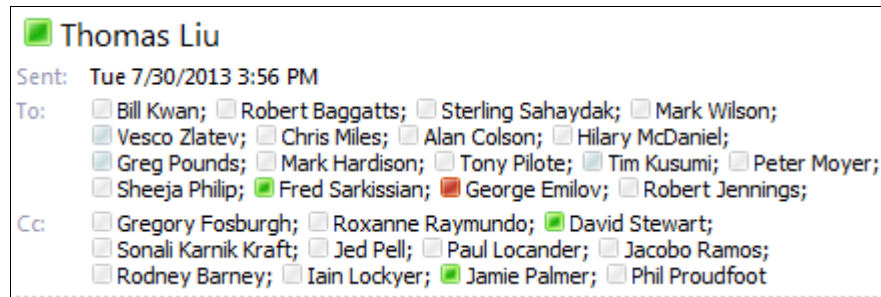 Thomas Liu
Sent: Tue 7/30/2013 3:56 PM
To: Bill Kwan; Robert Baggatts; Sterling Sahaydak; Mark Wilson;
Vesco Zlatev; Chris Miles; Alan Colson; Hilary McDaniel;
Greg Pounds; Mark Hardison; Tony Pilote; Tim Kusumi; Peter Moyer;
Sheeja Philip; Fred Sarkissian; George Emilov; Robert Jennings;
Cc: Gregory Fosburgh; Roxanne Raymundo; David Stewart;
Sonali Karnik Kraft; Jed Pell; Paul Locander; Jacobo Ramos;
Rodney Barney; Iain Lockyer; Jamie Palmer; Phil Proudfoot